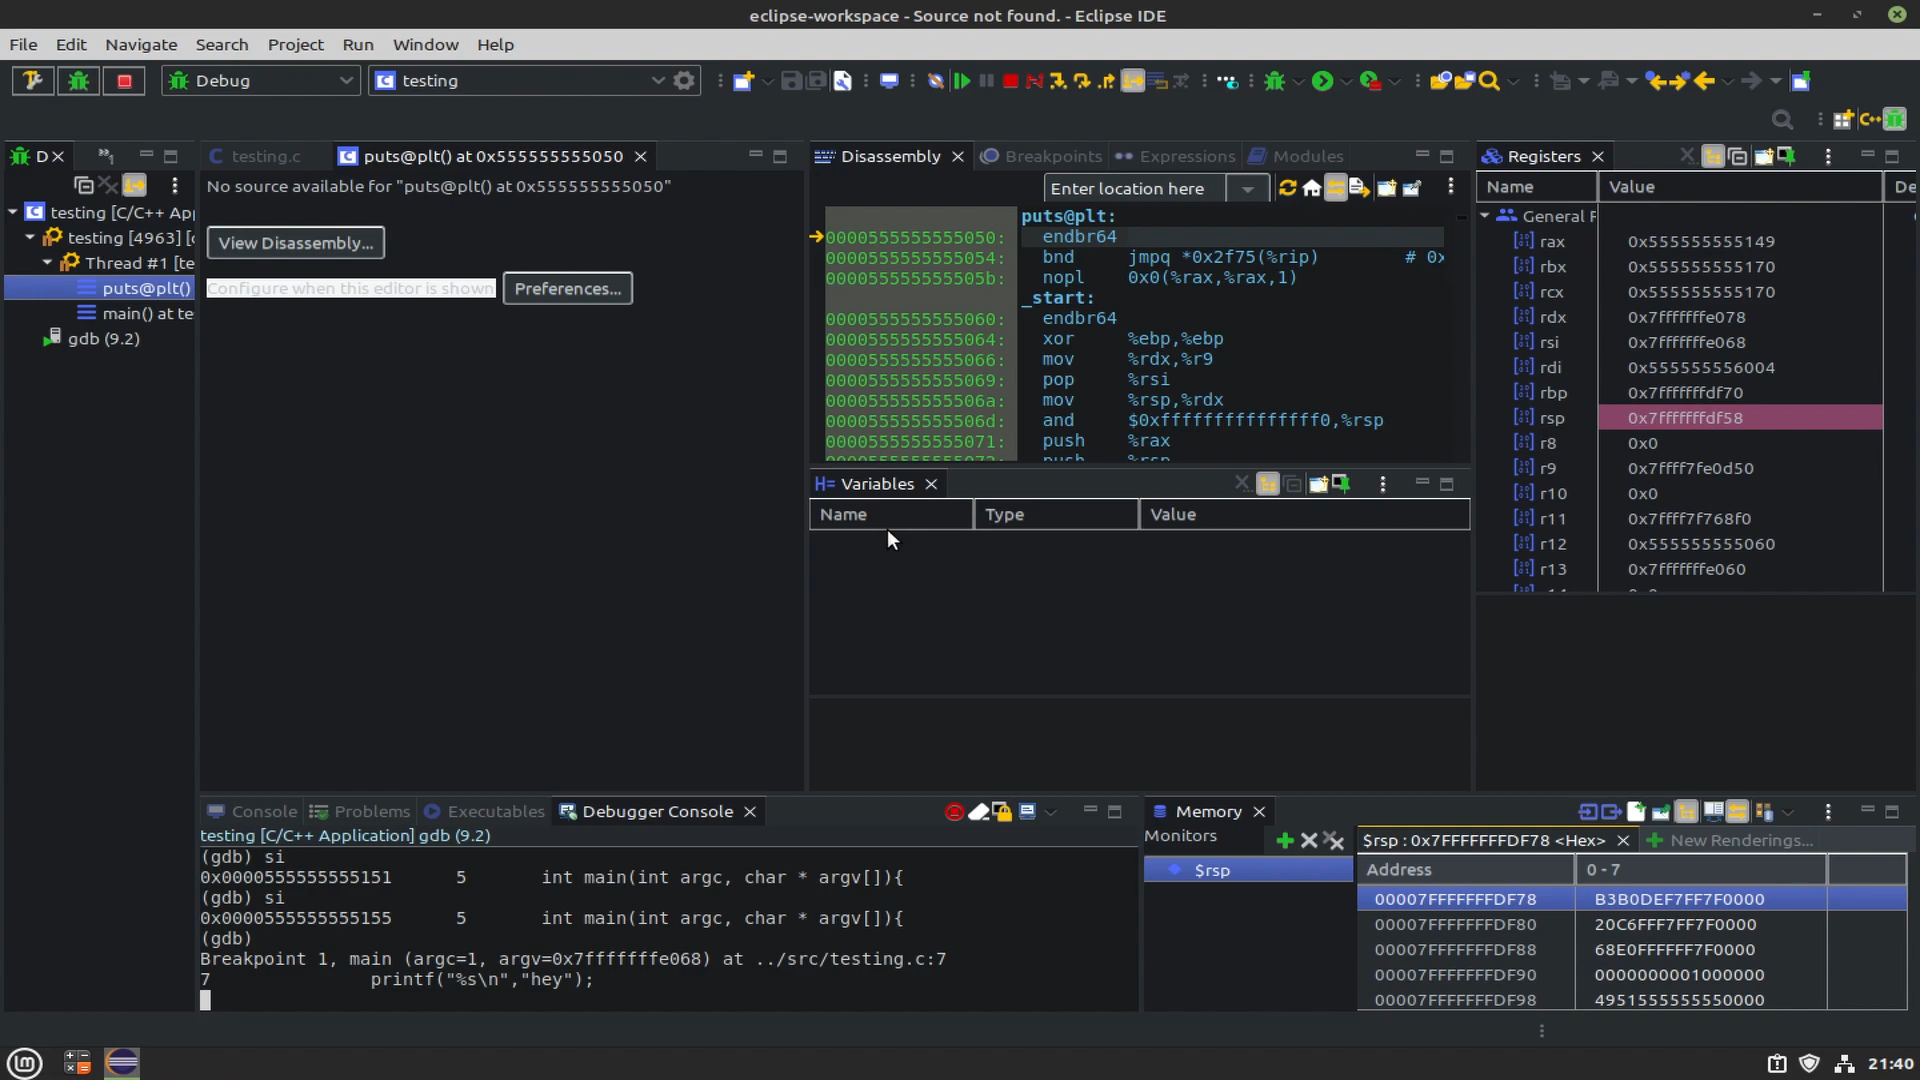 eclipse-workspace - Source not found. - Eclipse IDE
File Edit Navigate Search Project Run Window Help
Debug
testing
D
testing [C/C++ Ap
testing [4963] [c
Thread #1 [te
puts@plt()
main() at te
gdb (9.2)
testing.c
puts@plt() at 0x555555555050
No source available for "puts@plt() at 0x555555555050"
View Disassembly...
Configure when this editor is shown
Preferences...
Disassembly Breakpoints Expressions Modules
Enter location here
puts@plt:
0000555555555050: endbr64
0000555555555054: bnd jmpq *0x2f75(%rip) # 0x
000055555555505b: nopl 0x0(%rax,%rax,1)
_start:
0000555555555060: endbr64
0000555555555064: xor %ebp,%ebp
0000555555555066: mov %rdx,%r9
0000555555555069: pop %rsi
000055555555506a: mov %rsp,%rdx
000055555555506d: and $0xfffffffffffffff0,%rsp
0000555555555071: push %rax
0000555555555072: push %rsp
Variables
Name Type Value
Registers
Name Value De
General F
rax 0x555555555149
rbx 0x555555555170
rcx 0x555555555170
rdx 0x7fffffffe078
rsi 0x7fffffffe068
rdi 0x555555556004
rbp 0x7fffffffdf70
rsp 0x7fffffffdf58
r8 0x0
r9 0x7ffff7fe0d50
r10 0x0
r11 0x7ffff7f768f0
r12 0x555555555060
r13 0x7fffffffe060
Console Problems Executables Debugger Console
testing [C/C++ Application] gdb (9.2)
(gdb) si
0x0000555555555151 5 int main(int argc, char * argv[]){
(gdb) si
0x0000555555555155 5 int main(int argc, char * argv[]){
(gdb)
Breakpoint 1, main (argc=1, argv=0x7fffffffe068) at ../src/testing.c:7
7 printf("%s\n","hey");
Memory
Monitors
$rsp
$rsp : 0x7FFFFFFFDF78 <Hex>
New Renderings...
Address 0 - 7
00007FFFFFFFDF78 B3B0DEF7FF7F0000
00007FFFFFFFDF80 20C6FFF7FF7F0000
00007FFFFFFFDF88 68E0FFFFFF7F0000
00007FFFFFFFDF90 0000000001000000
00007FFFFFFFDF98 4951555555550000
21:40